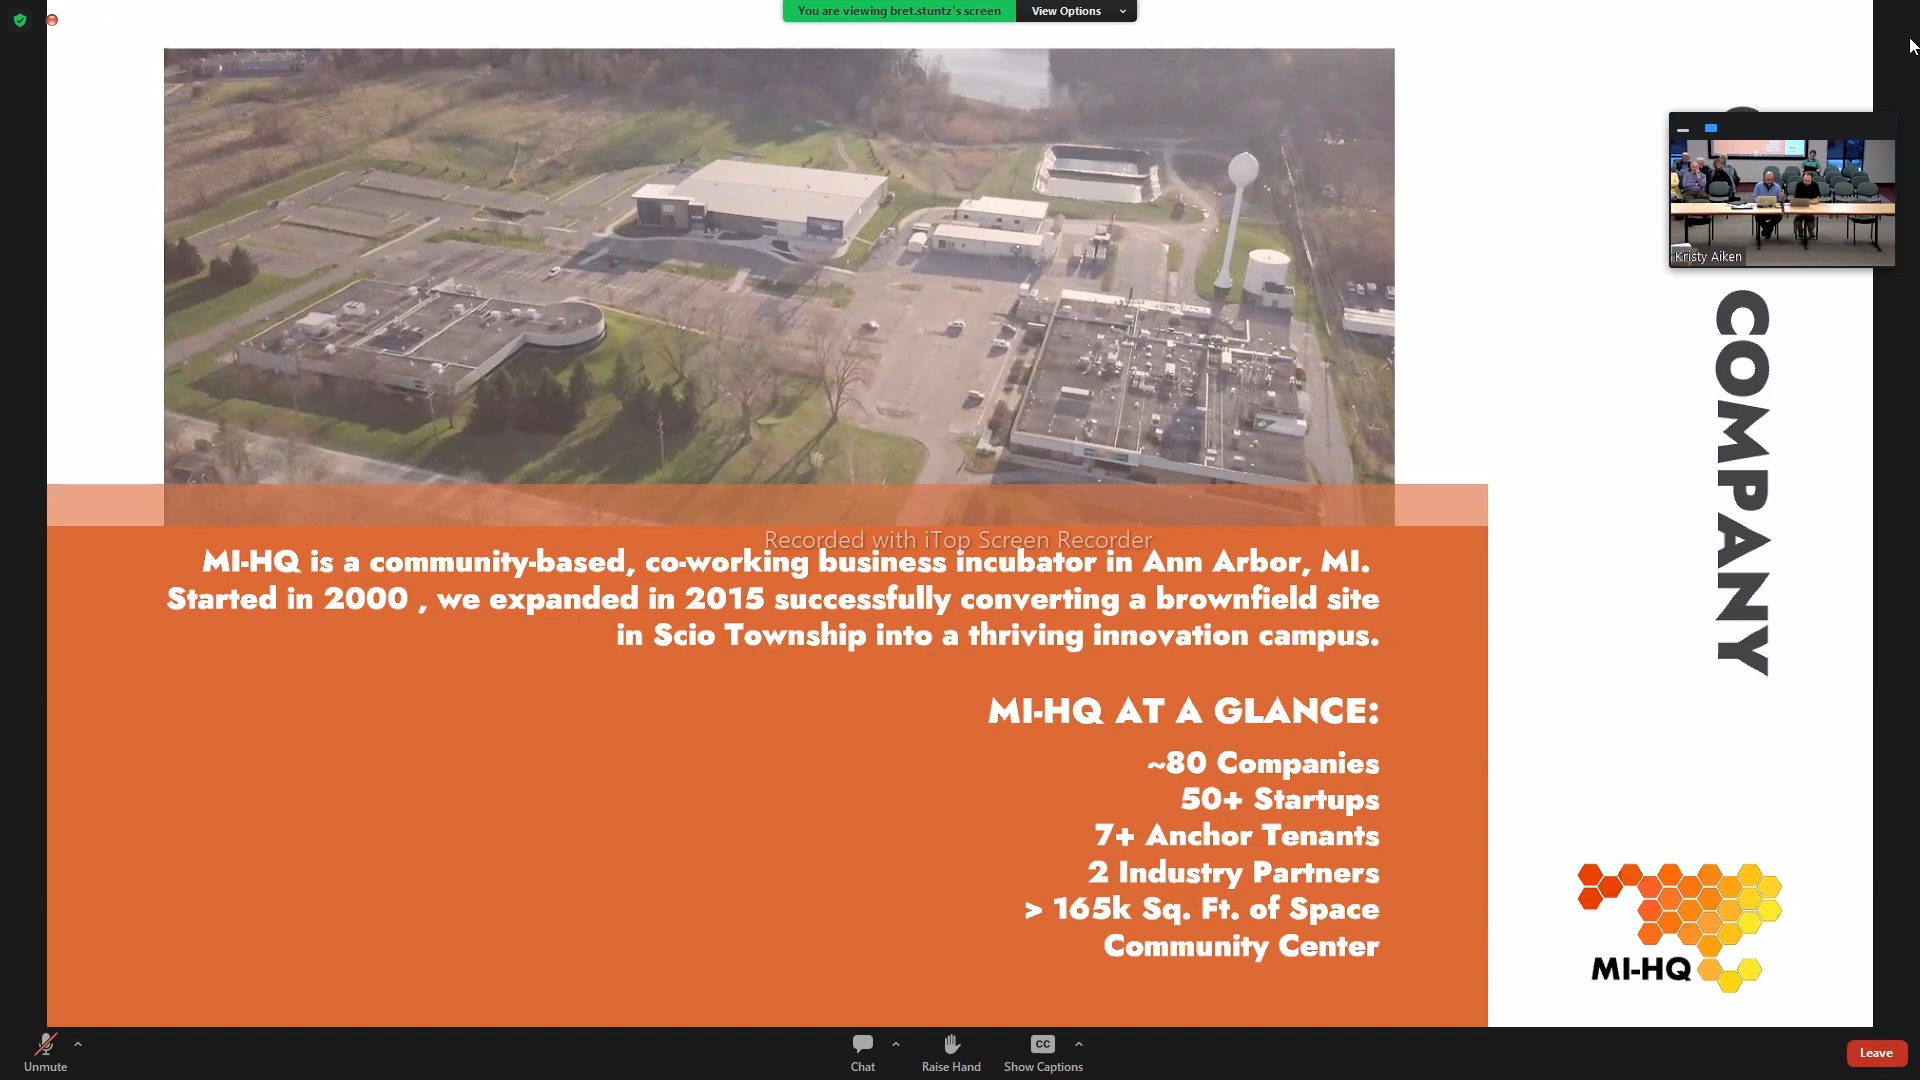 You are viewing bret.stuntz's screen
View Options
Kristy Aiken
COMPANY
Recorded with iTop Screen Recorder
MI-HQ is a community-based, co-working business incubator in Ann Arbor, MI.
Started in 2000 , we expanded in 2015 successfully converting a brownfield site
in Scio Township into a thriving innovation campus.
MI-HQ AT A GLANCE:
~80 Companies
50+ Startups
7+ Anchor Tenants
2 Industry Partners
> 165k Sq. Ft. of Space
Community Center
MI-HQ
Unmute
Chat
Raise Hand
CC
Show Captions
Leave